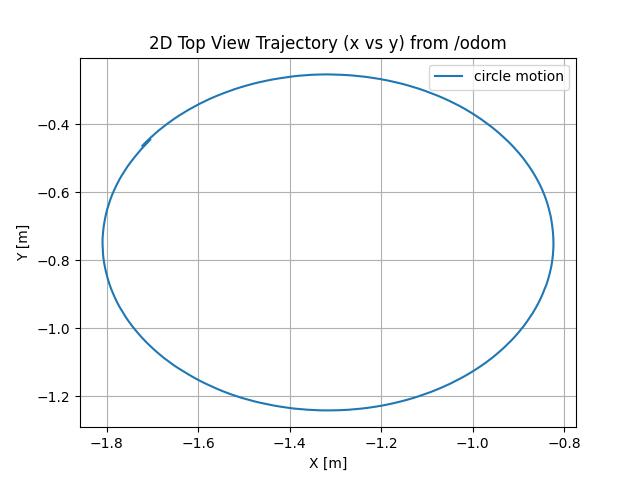 2D Top View Trajectory (x vs y) from /odom
circle motion
Y [m]
−0.4
−0.6
−0.8
−1.0
−1.2
−1.8 −1.6 −1.4 −1.2 −1.0 −0.8
X [m]